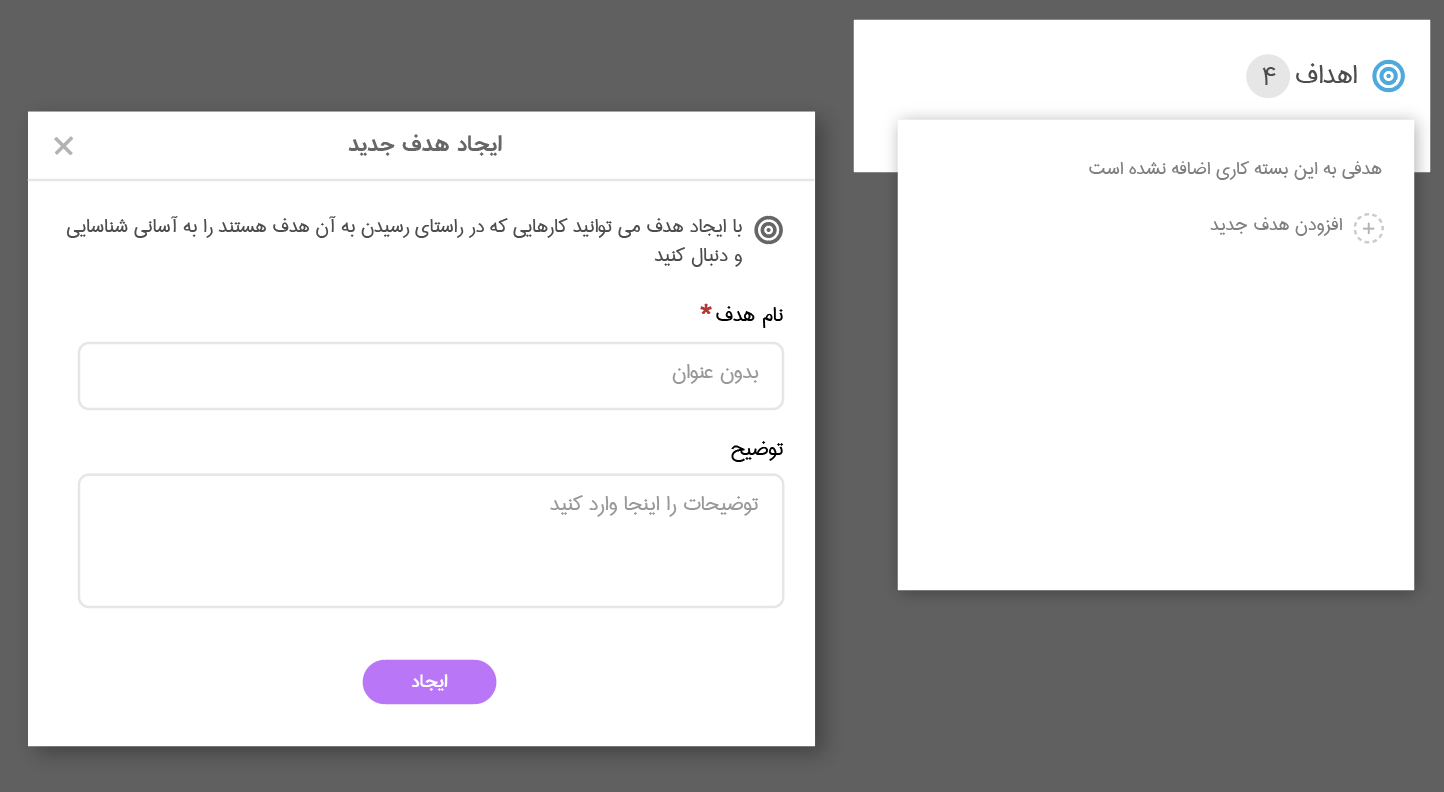 اهداف ۴
هدفی به این بسته کاری اضافه نشده است
افزودن هدف جدید
ایجاد هدف جدید
با ایجاد هدف می توانید کارهایی که در راستای رسیدن به آن هدف هستند را به آسانی شناسایی
و دنبال کنید
نام هدف *
بدون عنوان
توضیح
توضیحات را اینجا وارد کنید
ایجاد